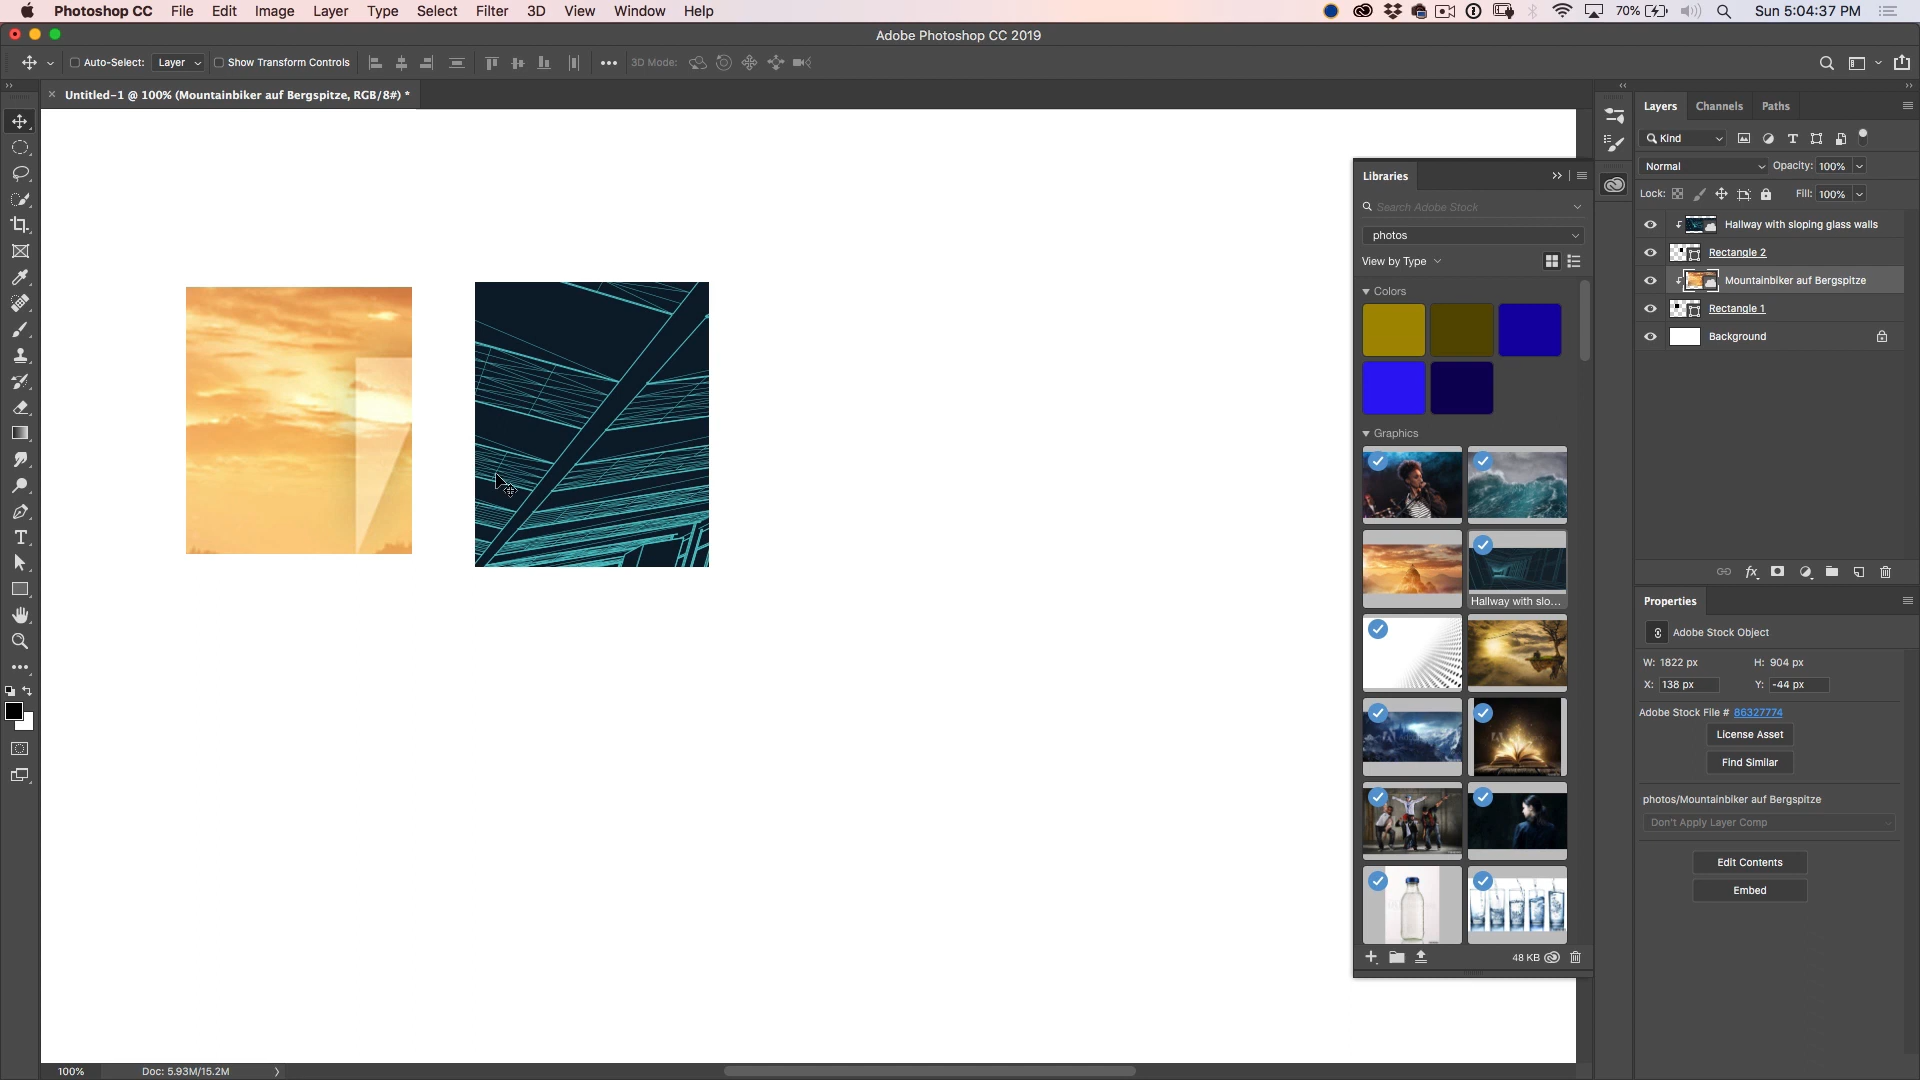 Photoshop CC File Edit Image Layer Type Select Filter 3D View Window Help 70% Sun 5:04:37 PM
Adobe Photoshop CC 2019
Auto-Select: Layer Show Transform Controls 3D Mode:
Untitled-1 @ 100% (Mountainbiker auf Bergspitze, RGB/8#) *
Libraries
Search Adobe Stock
photos
View by Type
Colors
Graphics
Hallway with slo...
48 KB
Layers Channels Paths
Kind
Normal Opacity: 100%
Lock: Fill: 100%
Hallway with sloping glass walls
Rectangle 2
Mountainbiker auf Bergspitze
Rectangle 1
Background
Properties
Adobe Stock Object
W: 1822 px H: 904 px
X: 138 px Y: -44 px
Adobe Stock File # 86327774
License Asset
Find Similar
photos/Mountainbiker auf Bergspitze
Don't Apply Layer Comp
Edit Contents
Embed
100% Doc: 5.93M/15.2M